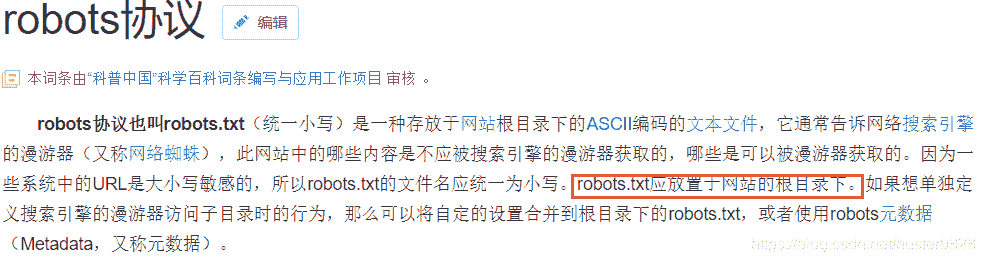 robots协议 编辑
本词条由“科普中国”科学百科词条编写与应用工作项目 审核 。
robots协议也叫robots.txt（统一小写）是一种存放于网站根目录下的ASCII编码的文本文件，它通常告诉网络搜索引擎
的漫游器（又称网络蜘蛛），此网站中的哪些内容是不应被搜索引擎的漫游器获取的，哪些是可以被漫游器获取的。因为一
些系统中的URL是大小写敏感的，所以robots.txt的文件名应统一为小写。robots.txt应放置于网站的根目录下。如果想单独定
义搜索引擎的漫游器访问子目录时的行为，那么可以将自定的设置合并到根目录下的robots.txt，或者使用robots元数据
（Metadata，又称元数据）。